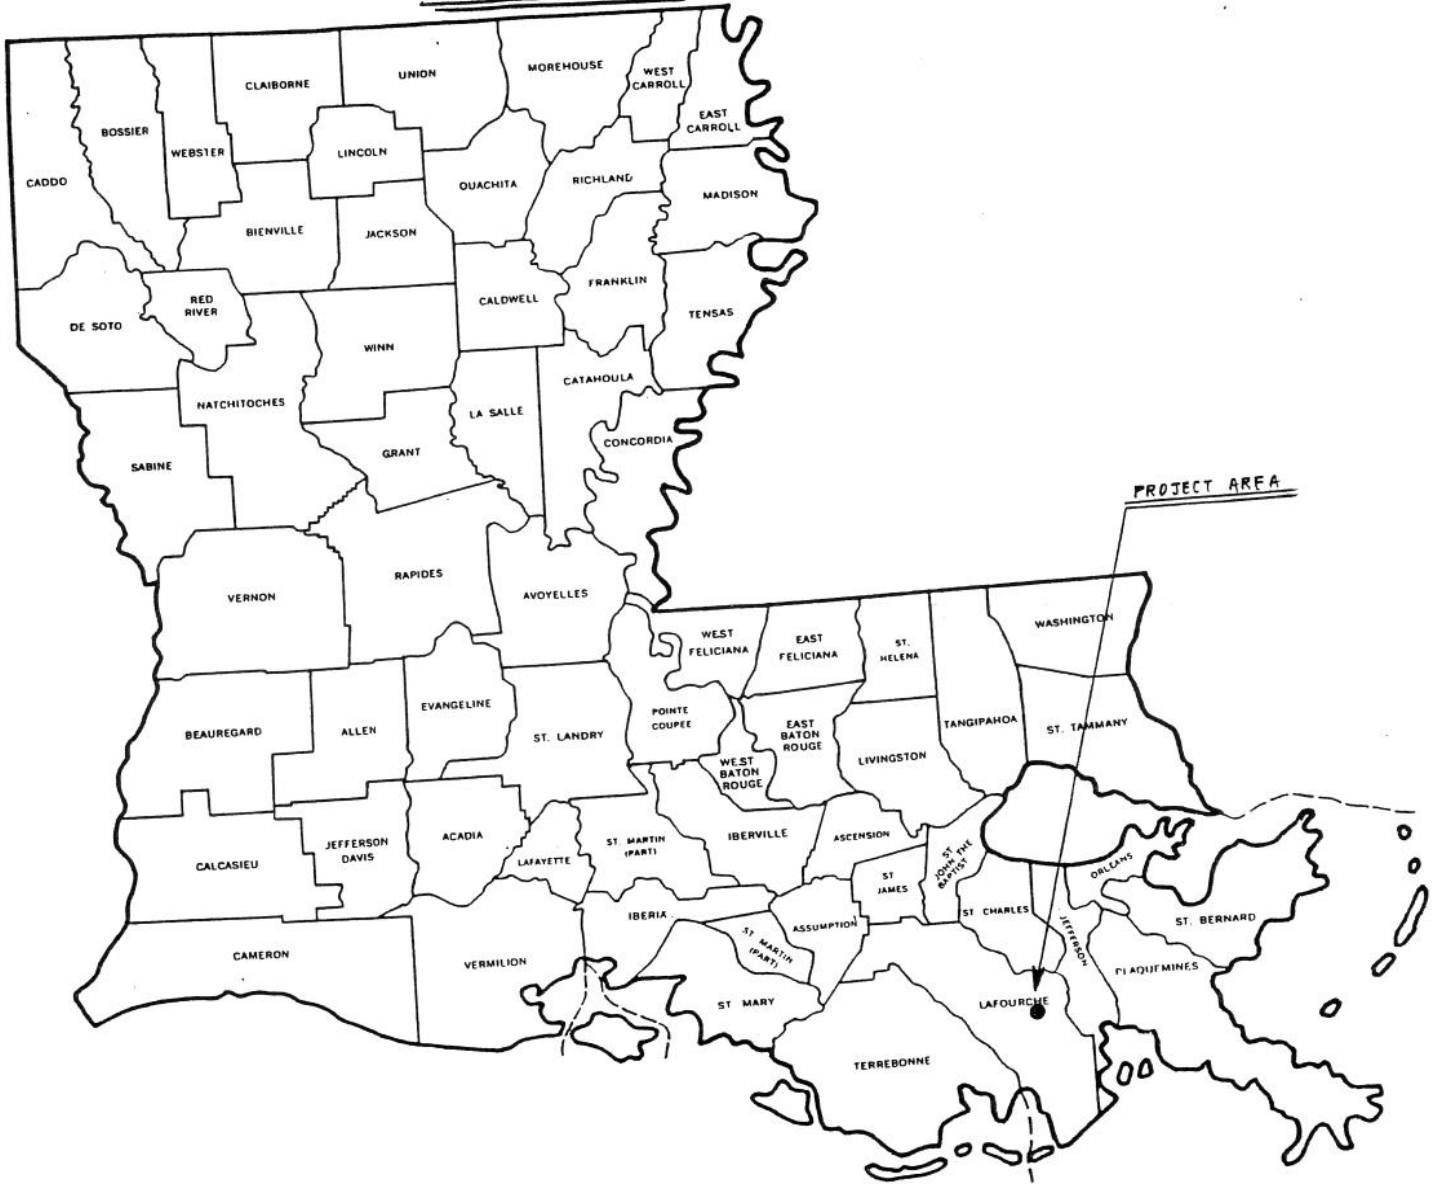 CLAIBORNE
UNION
MOREHOUSE
WEST
CARROLL
EAST
CARROLL
BOSSIER
WEBSTER
LINCOLN
CADDO
OUACHITA
RICHLAND
MADISON
BIENVILLE
JACKSON
RED
RIVER
CALDWELL
FRANKLIN
TENSAS
DE SOTO
WINN
CATAHOULA
NATCHITOCHES
LA SALLE
CONCORDIA
GRANT
SABINE
PROJECT AREA
VERNON
RAPIDES
AVOYELLES
WEST
FELICIANA
EAST
FELICIANA
ST.
HELENA
WASHINGTON
BEAUREGARD
ALLEN
EVANGELINE
ST. LANDRY
POINTE
COUPEE
EAST
BATON
ROUGE
TANGIPAHOA
ST. TAMMANY
WEST
BATON
ROUGE
LIVINGSTON
CALCASIEU
JEFFERSON
DAVIS
ACADIA
LAFAYETTE
ST. MARTIN
(PART)
IBERVILLE
ASCENSION
ST
JOHN THE
BAPTIST
ORLEANS
ST
JAMES
ST CHARLES
JEFFERSON
ST. BERNARD
IBERIA
ASSUMPTION
CAMERON
VERMILION
ST MARTIN
(PART)
PLAQUEMINES
ST MARY
LAFOURCHE
TERREBONNE